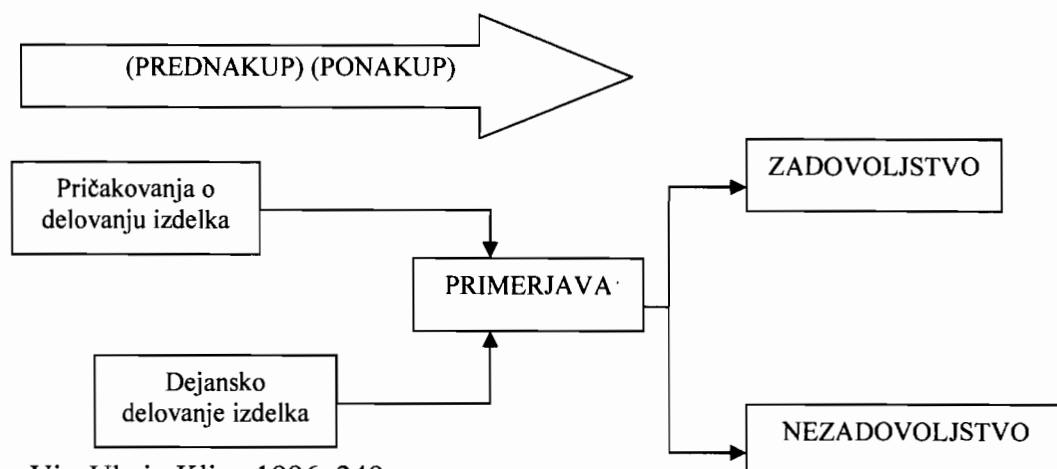 (PREDNAKUP) (PONAKUP)
ZADOVOLJSTVO
Pričakovanja o
delovanju izdelka
PRIMERJAVA
Dejansko
delovanje izdelka
NEZADOVOLJSTVO